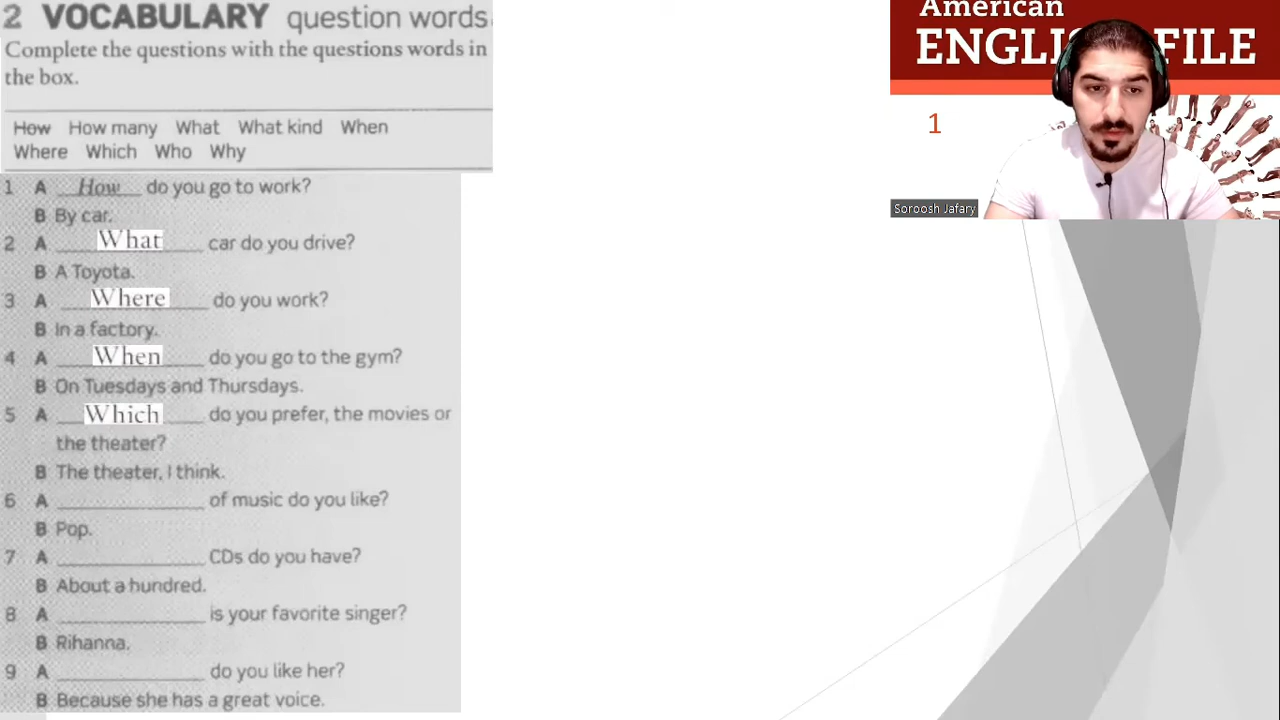 2 VOCABULARY question words
Complete the questions with the questions words in
the box.
How How many What What kind When
Where Which Who Why
1 A How do you go to work?
B By car.
2 A What car do you drive?
B A Toyota.
3 A Where do you work?
B In a factory.
4 A When do you go to the gym?
B On Tuesdays and Thursdays.
5 A Which do you prefer, the movies or
the theater?
B The theater, I think.
6 A ____ of music do you like?
B Pop.
7 A ____ CDs do you have?
B About a hundred.
8 A ____ is your favorite singer?
B Rihanna.
9 A ____ do you like her?
B Because she has a great voice.
American
ENGLISH FILE
1
Soroosh Jafary